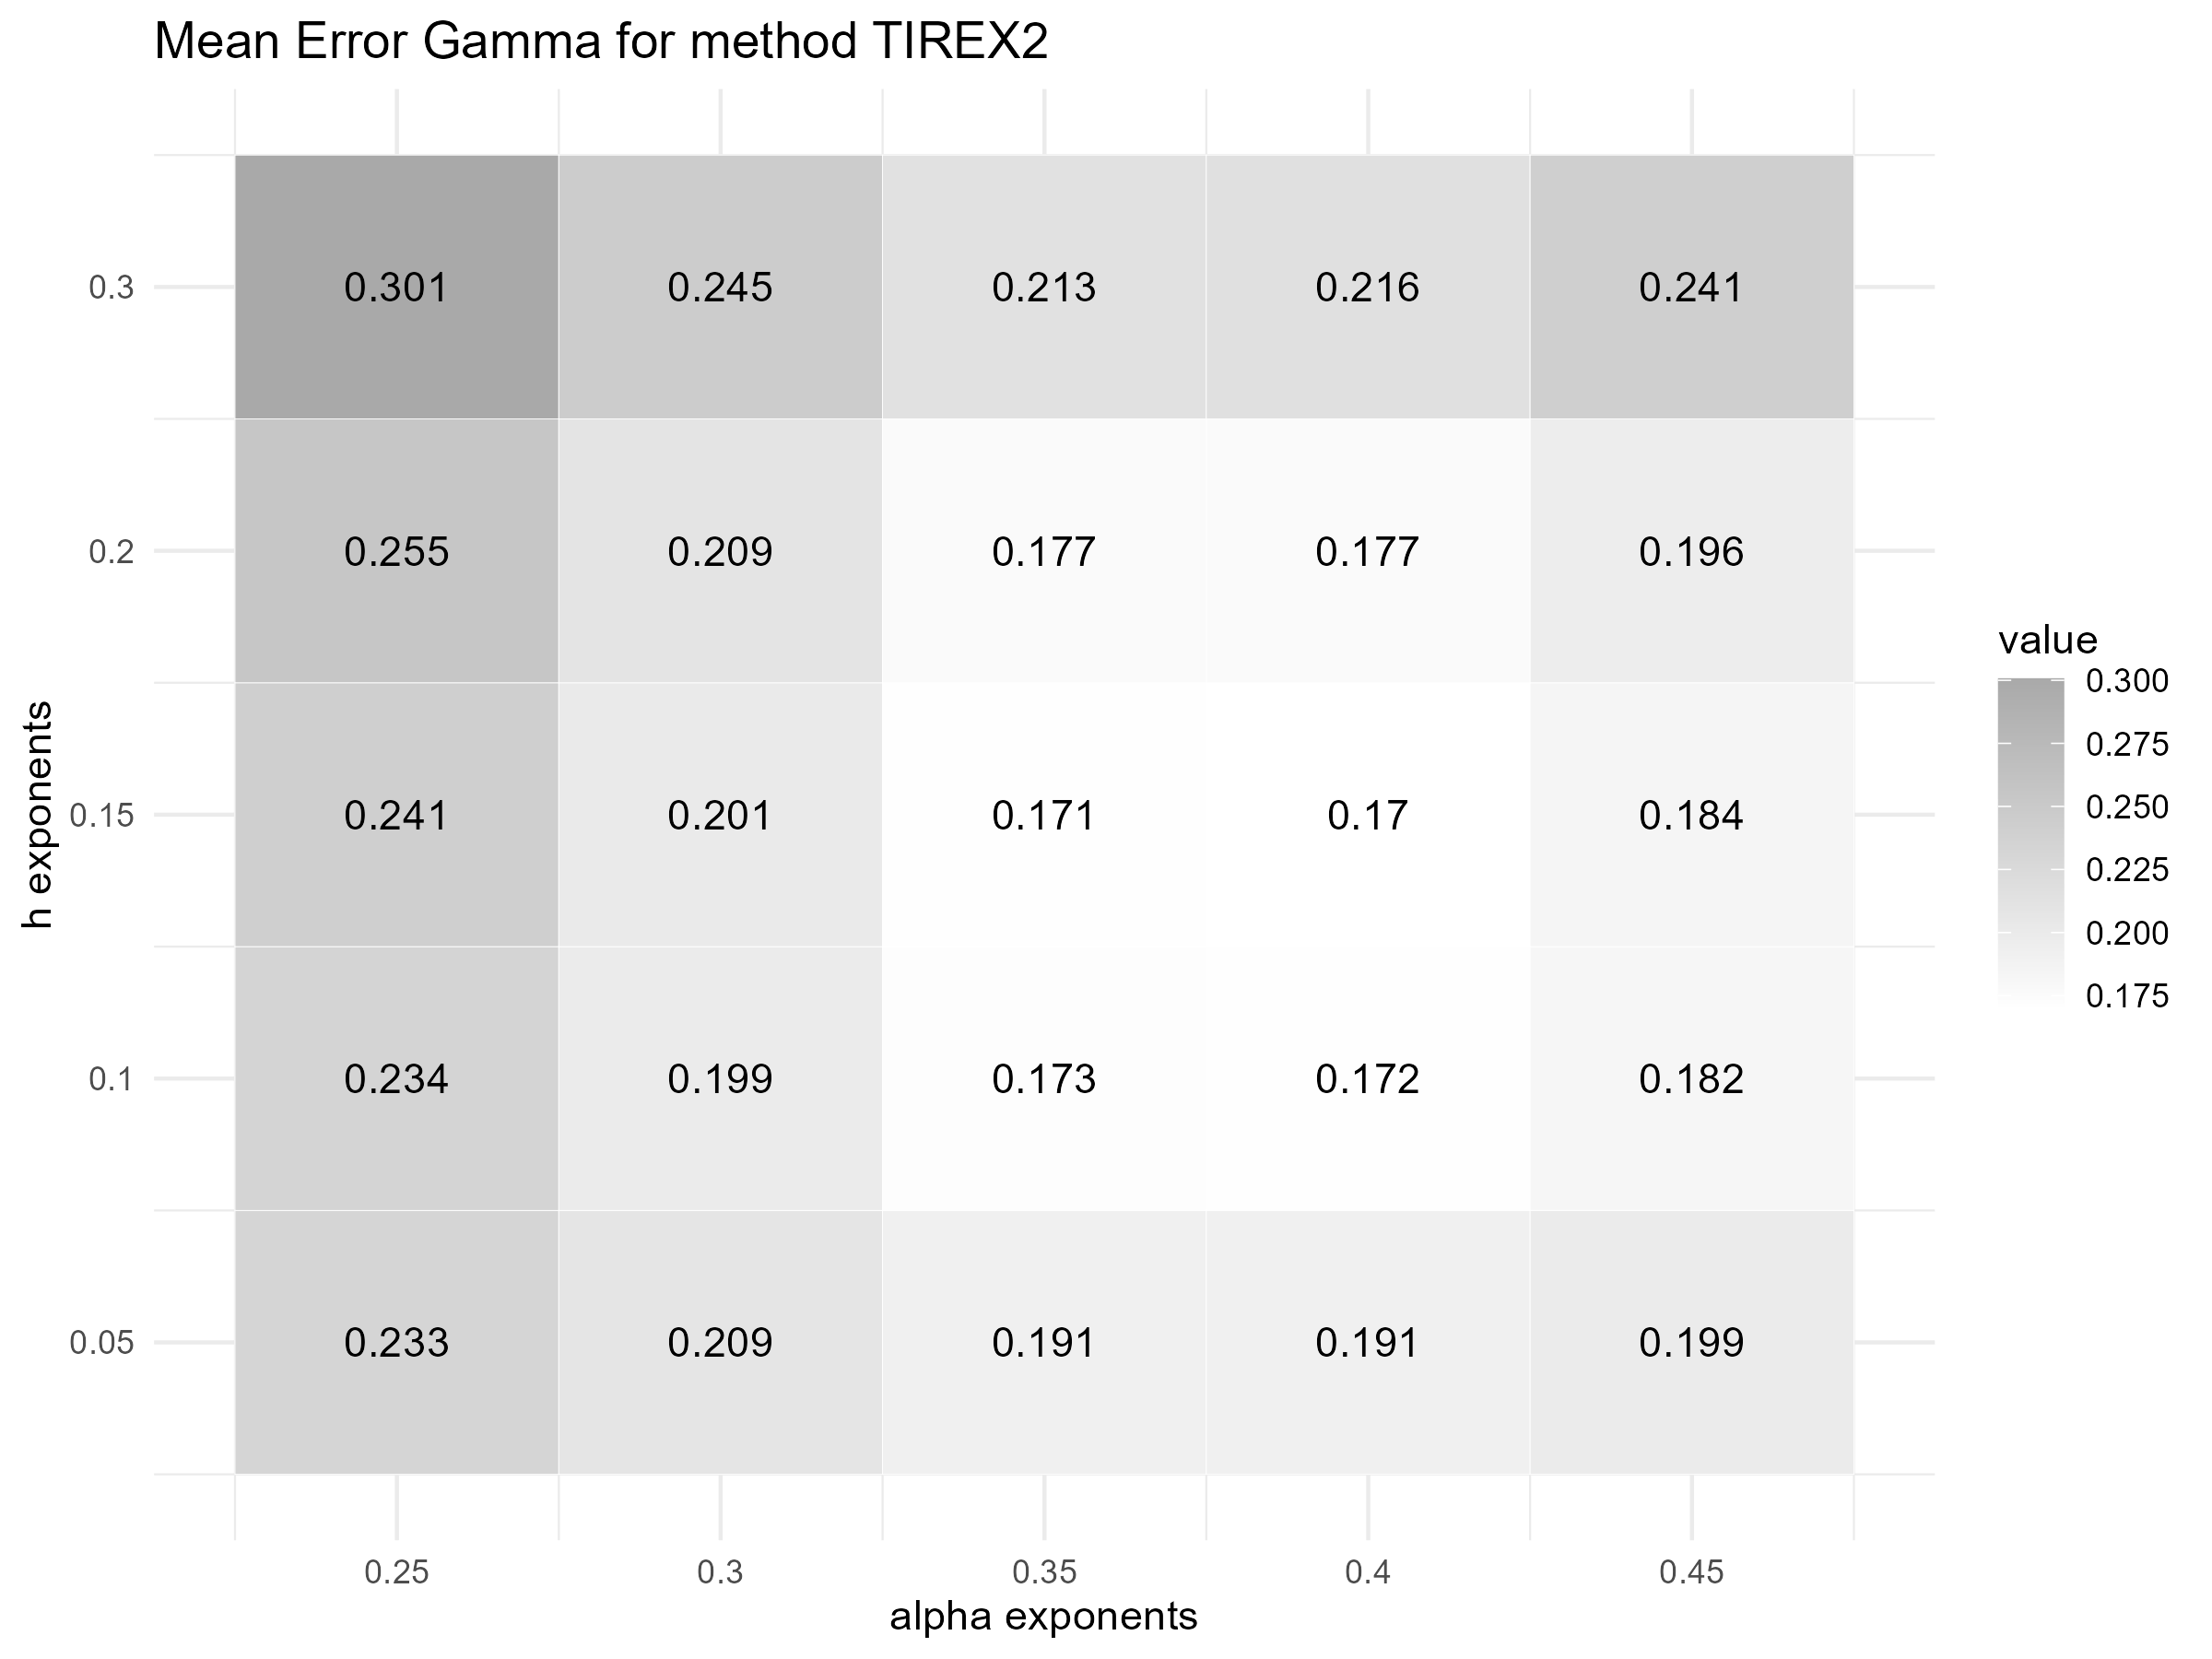 Mean Error Gamma for method TIREX2
h exponents
0.3 0.301 0.245 0.213 0.216 0.241
0.2 0.255 0.209 0.177 0.177 0.196
0.15 0.241 0.201 0.171 0.17 0.184
0.1 0.234 0.199 0.173 0.172 0.182
0.05 0.233 0.209 0.191 0.191 0.199
0.25 0.3 0.35 0.4 0.45
alpha exponents
value
0.300
0.275
0.250
0.225
0.200
0.175